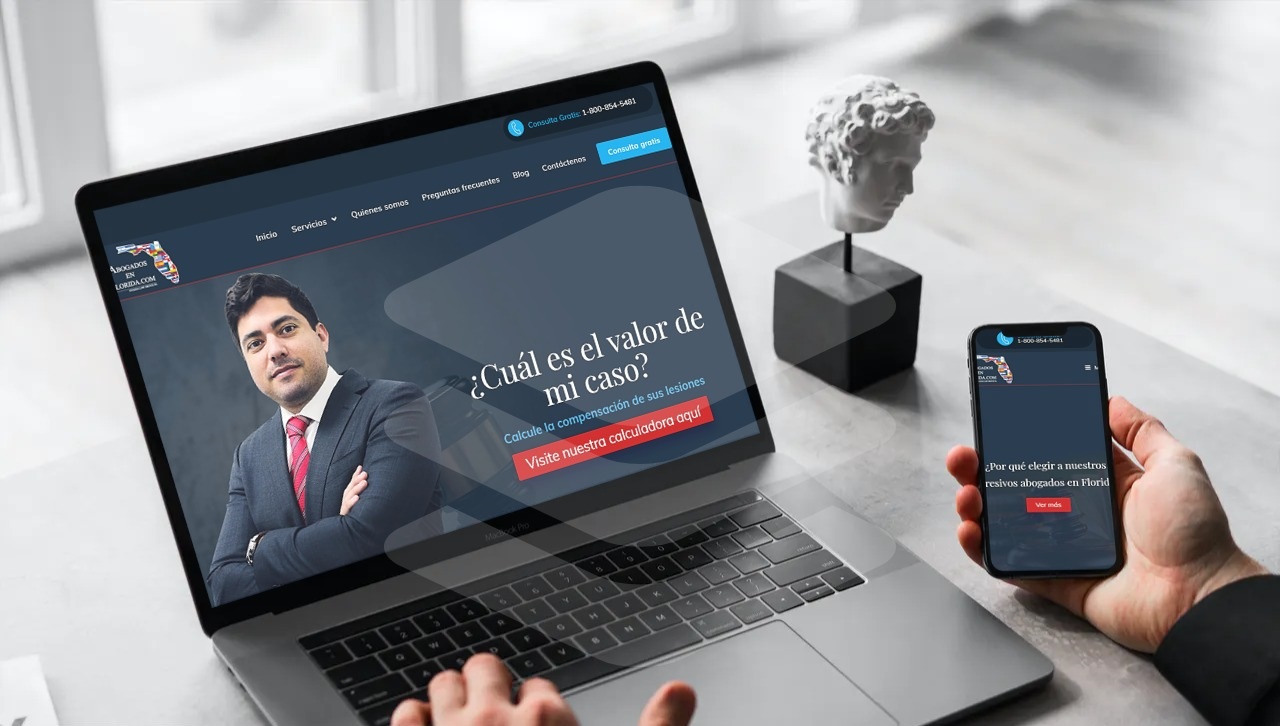 Consulta Gratis: 1-800-854-5481
Inicio
Servicios
Quienes somos
Preguntas frecuentes
Blog
Contáctenos
Consulta gratis
ABOGADOS
EN
LORIDA.COM
¿Cuál es el valor de
mi caso?
Calcule la compensación de sus lesiones
Visite nuestra calculadora aquí
MacBook Pro
1-800-854-5481
EN
¿Por qué elegir a nuestros
resivos abogados en Florid
Ver más